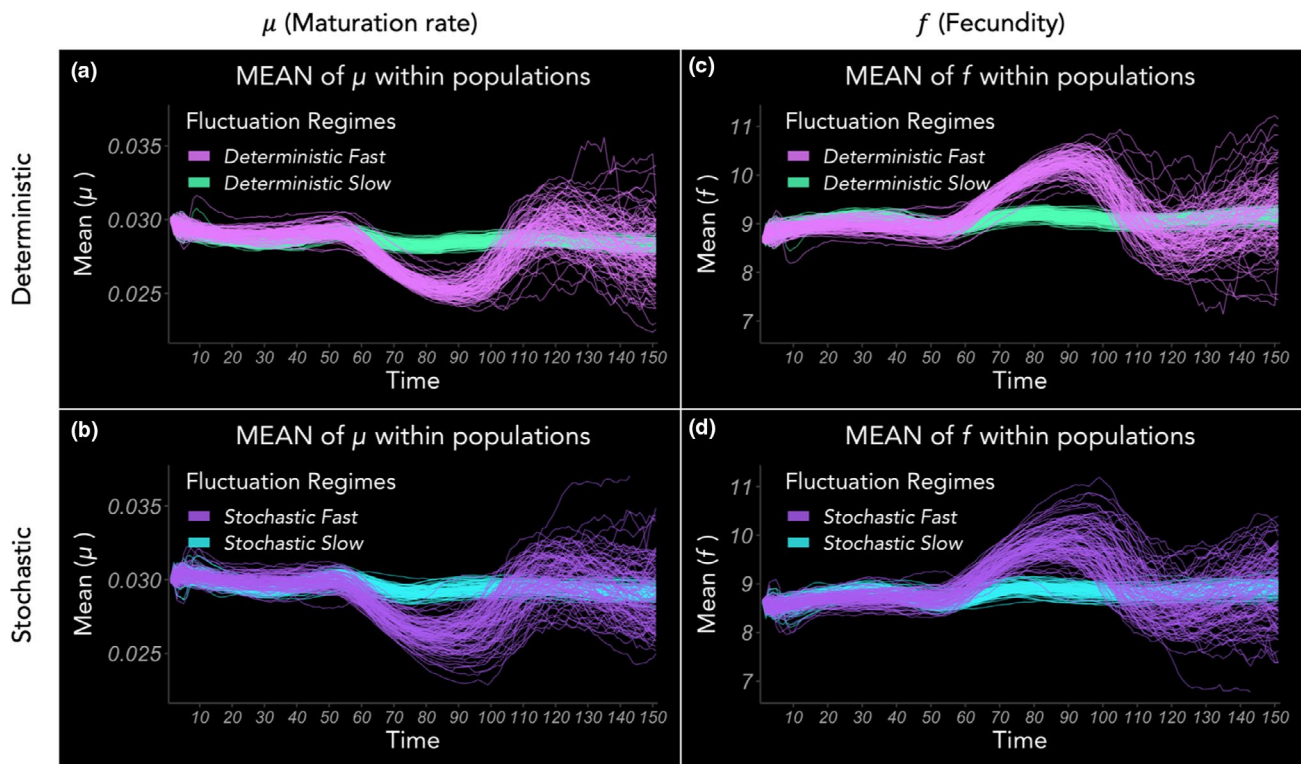 μ (Maturation rate)
f (Fecundity)
Deterministic
(a)
MEAN of μ within populations
Fluctuation Regimes
Deterministic Fast
Deterministic Slow
Mean (μ)
0.035
0.030
0.025
10 20 30 40 50 60 70 80 90 100 110 120 130 140 150
Time
(c)
MEAN of f within populations
Fluctuation Regimes
Deterministic Fast
Deterministic Slow
Mean (f)
11
10
9
8
7
10 20 30 40 50 60 70 80 90 100 110 120 130 140 150
Time
Stochastic
(b)
MEAN of μ within populations
Fluctuation Regimes
Stochastic Fast
Stochastic Slow
Mean (μ)
0.035
0.030
0.025
10 20 30 40 50 60 70 80 90 100 110 120 130 140 150
Time
(d)
MEAN of f within populations
Fluctuation Regimes
Stochastic Fast
Stochastic Slow
Mean (f)
11
10
9
8
7
10 20 30 40 50 60 70 80 90 100 110 120 130 140 150
Time